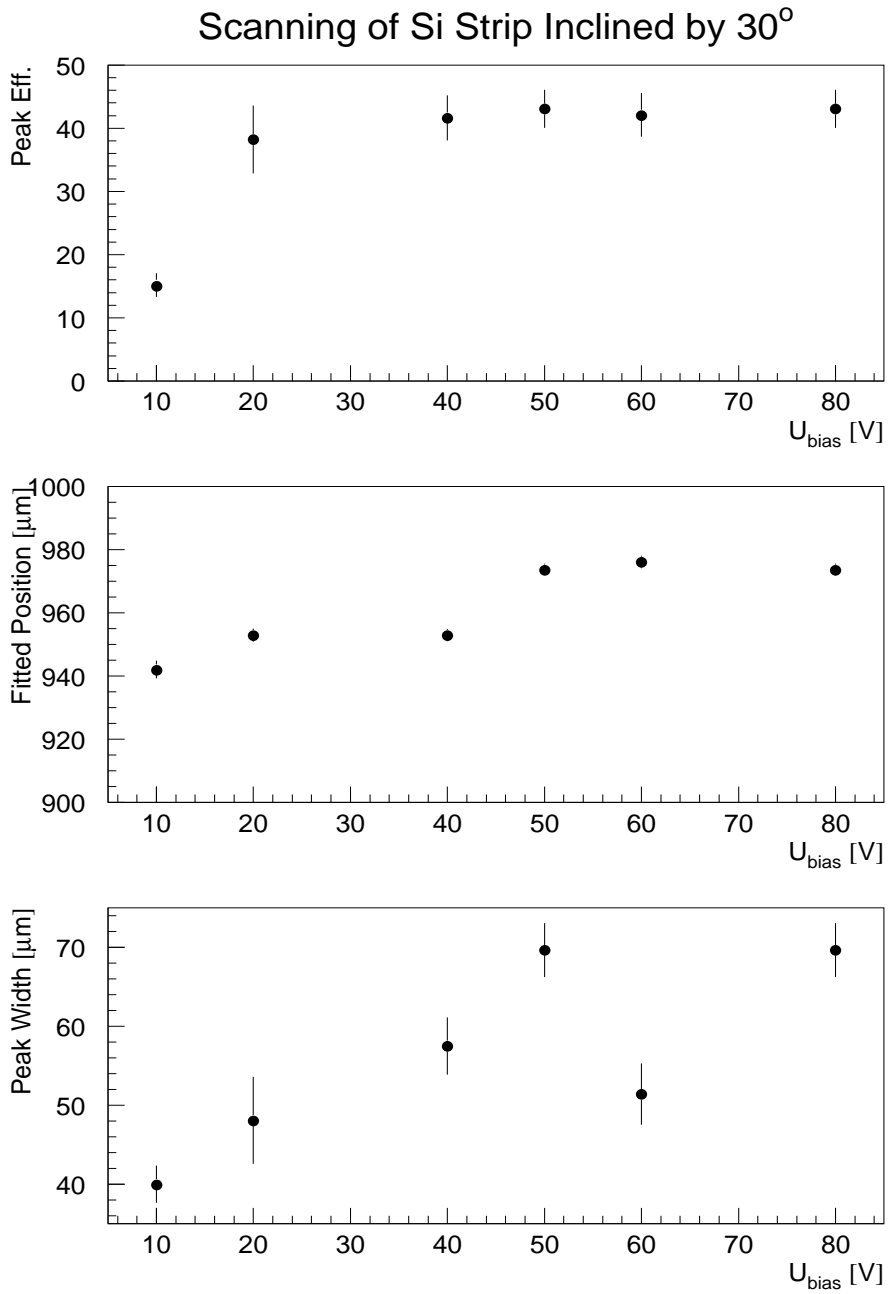 Scanning of Si Strip Inclined by 30°
Peak Eff.
50
40
30
20
10
0
10 20 30 40 50 60 70 80
U_bias [V]
Fitted Position [μm]
1000
980
960
940
920
900
10 20 30 40 50 60 70 80
U_bias [V]
Peak Width [μm]
70
60
50
40
10 20 30 40 50 60 70 80
U_bias [V]